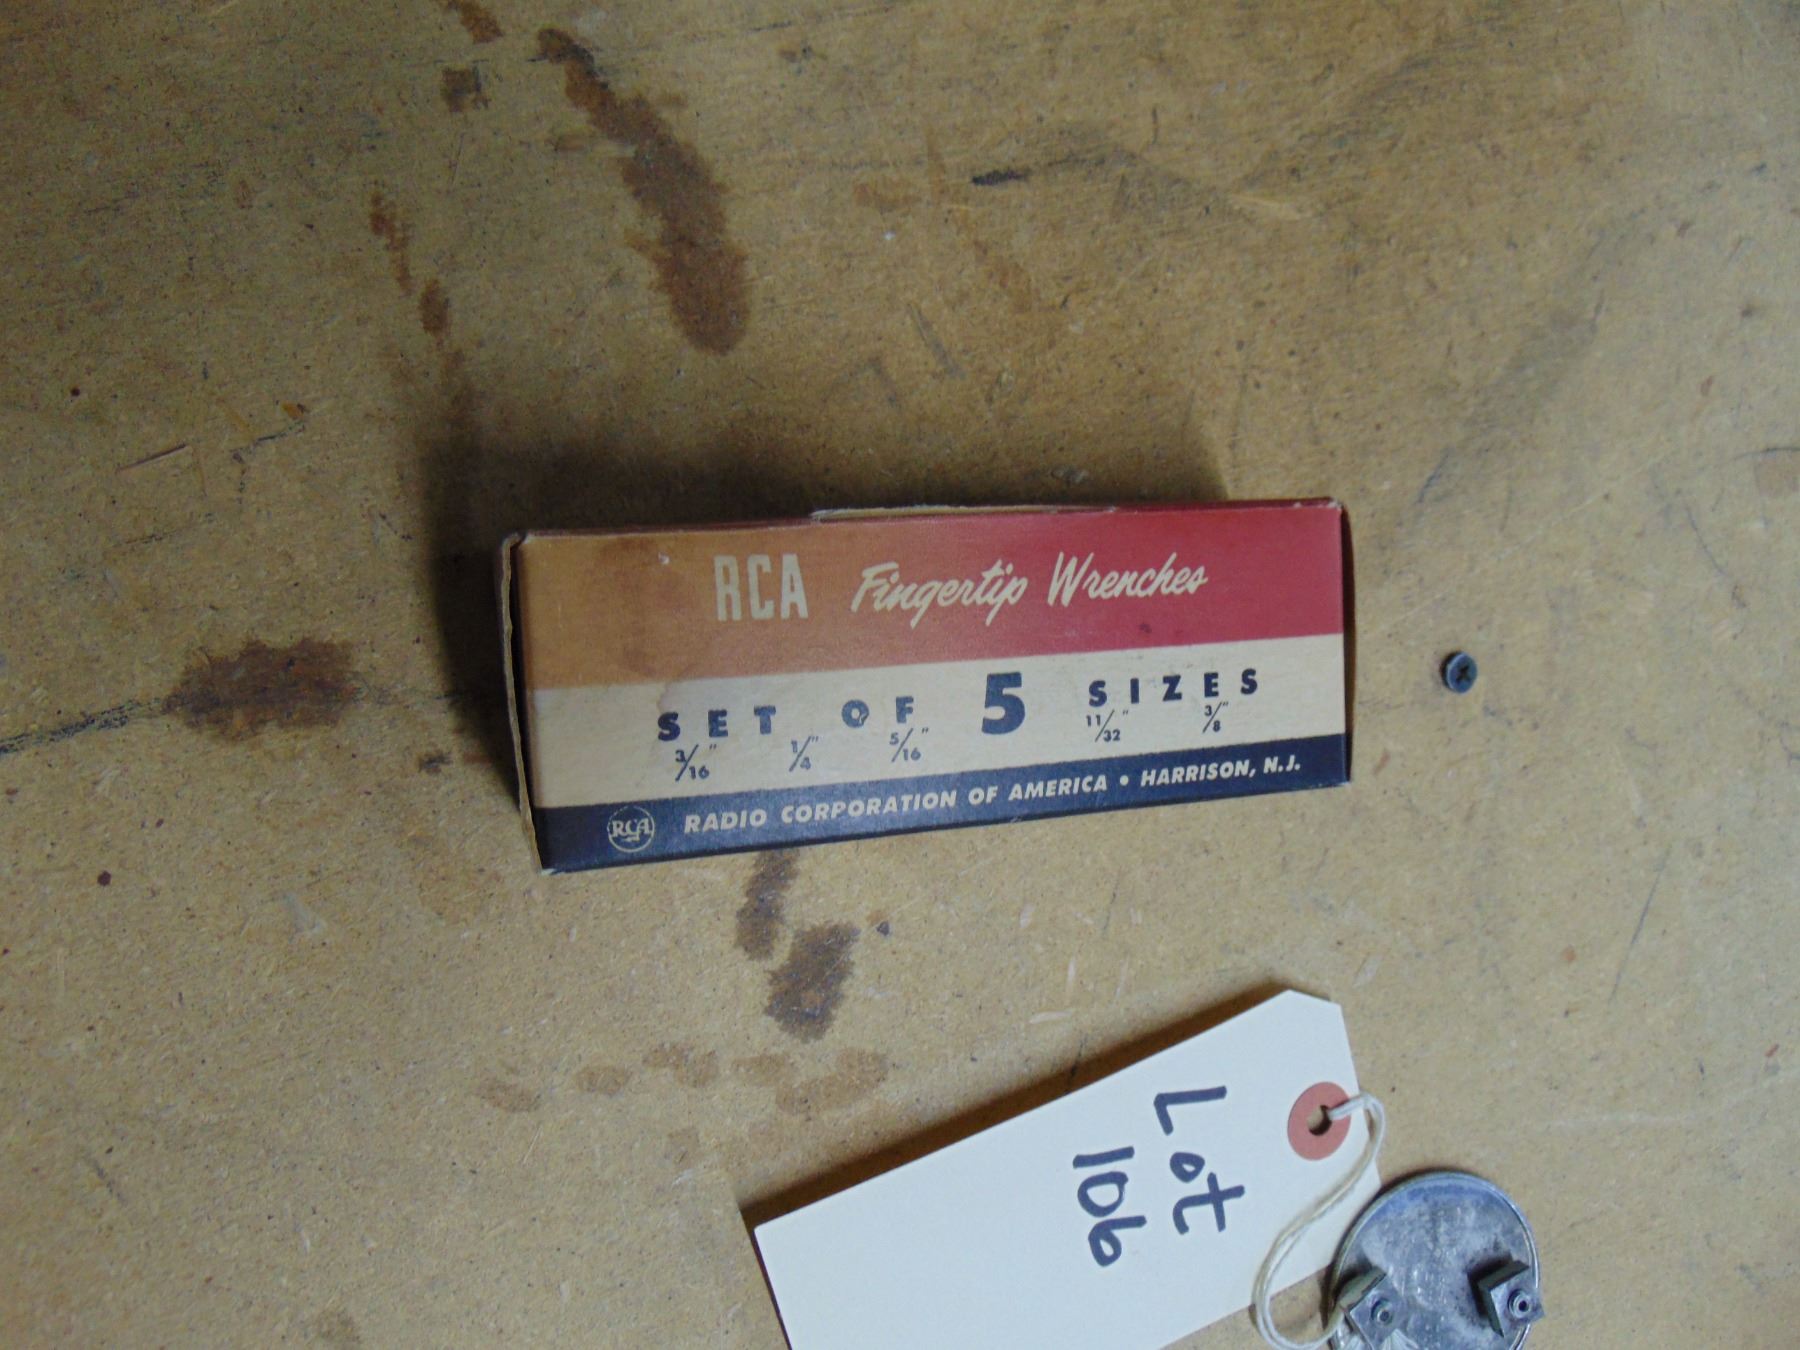 RCA Fingertip Wrenches
SET OF 5 SIZES
3/16" 1/4" 5/16" 11/32" 3/8"
RCA RADIO CORPORATION OF AMERICA • HARRISON, N.J.
Lot
106